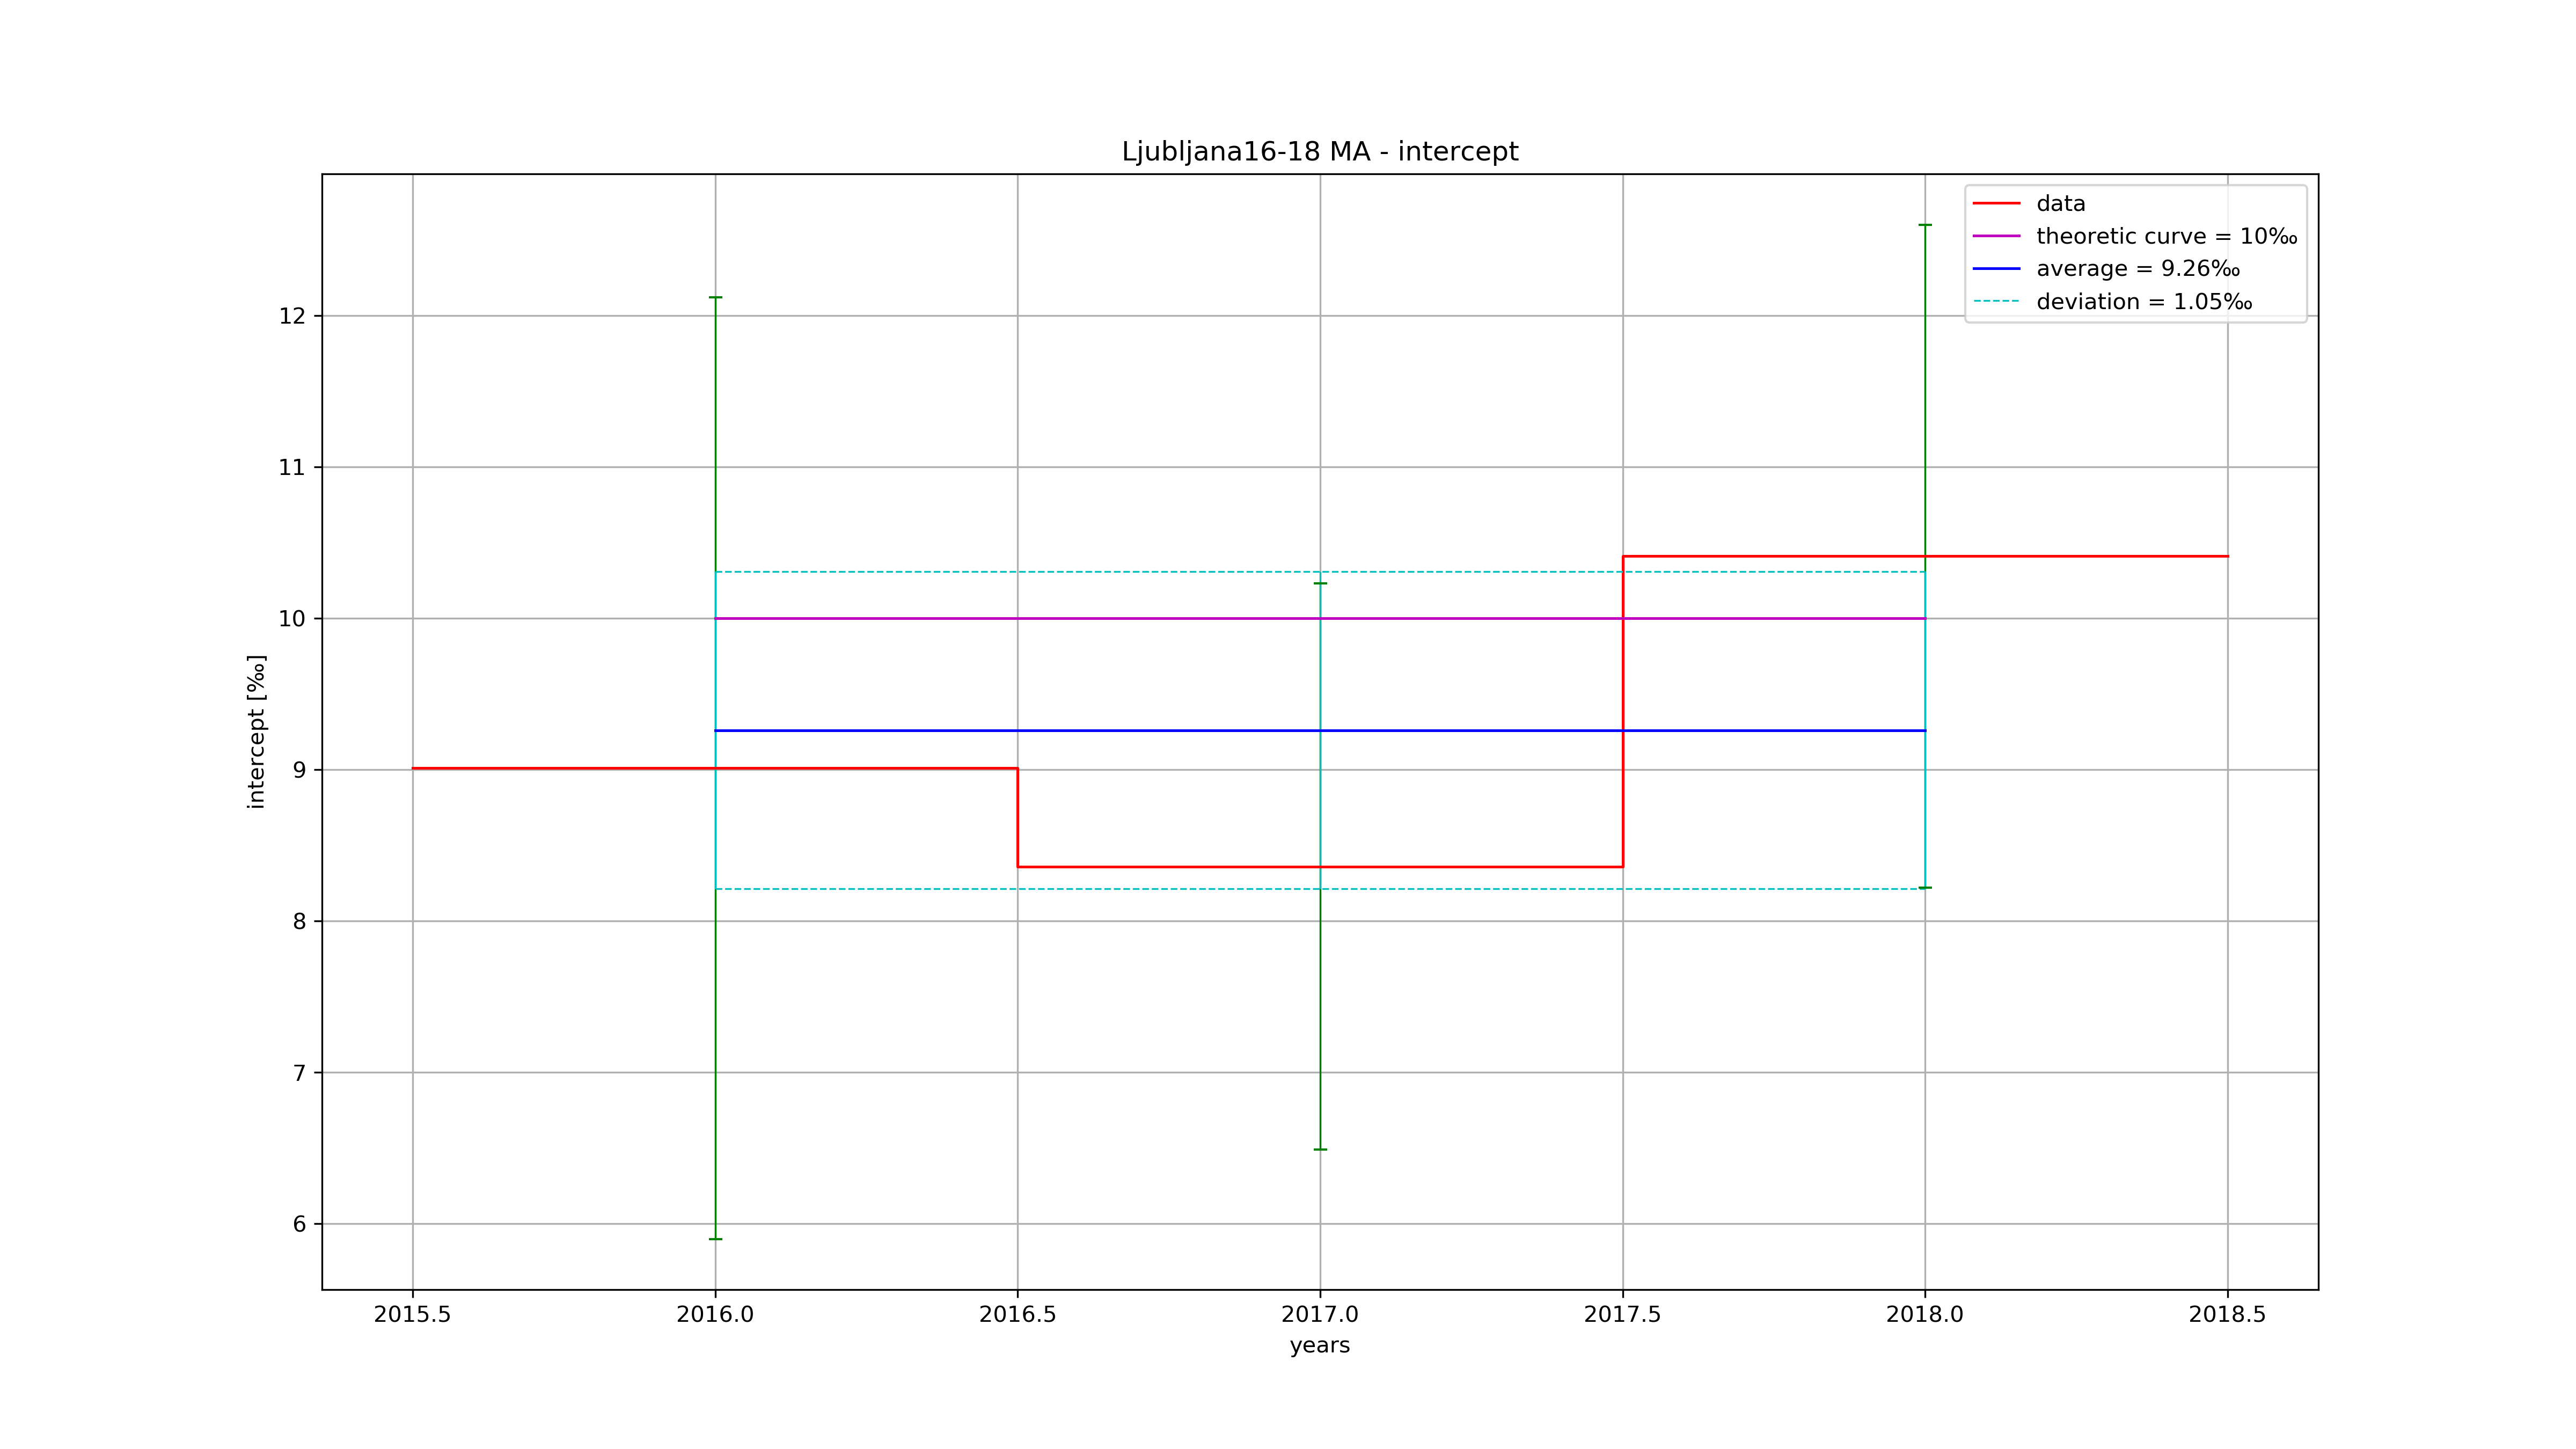 Ljubljana16-18 MA - intercept
data
theoretic curve = 10‰
average = 9.26‰
deviation = 1.05‰
12
11
10
9
8
7
6
intercept [‰]
2015.5 2016.0 2016.5 2017.0 2017.5 2018.0 2018.5
years